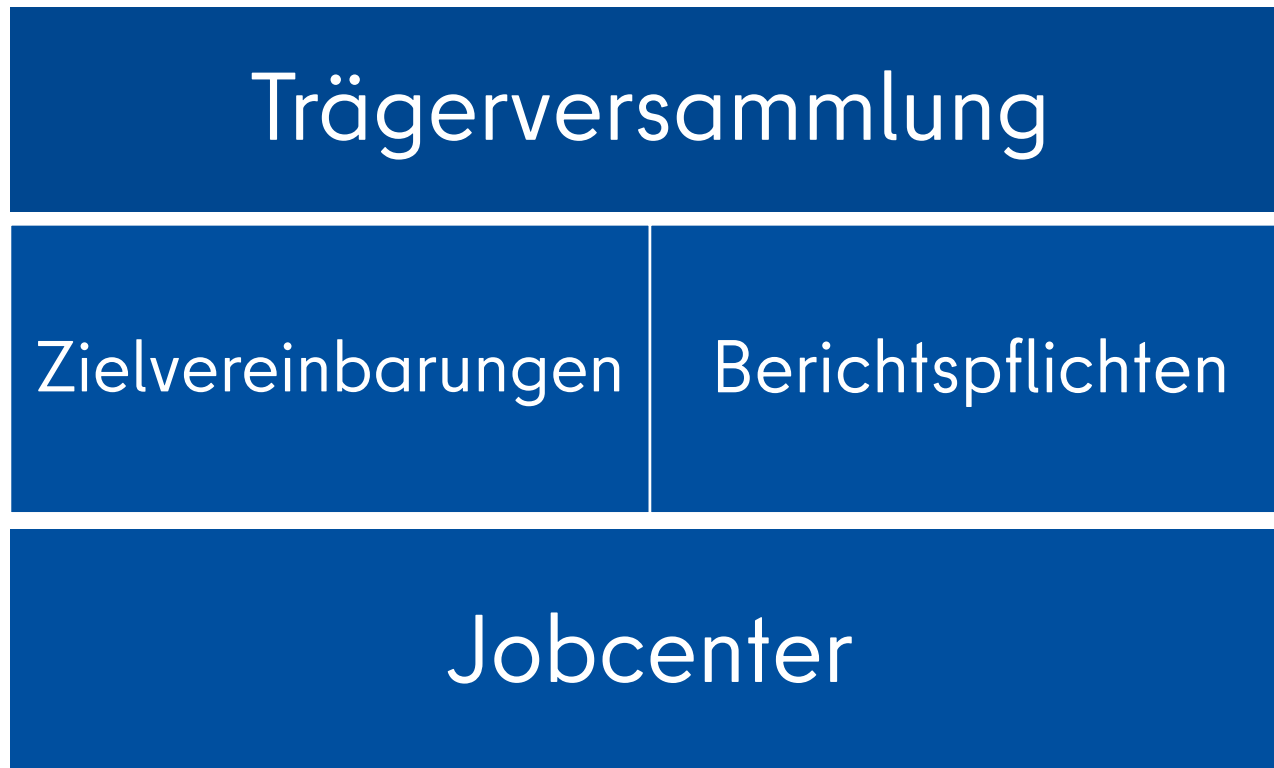 Trägerversammlung
Zielvereinbarungen
Berichtspflichten
Jobcenter